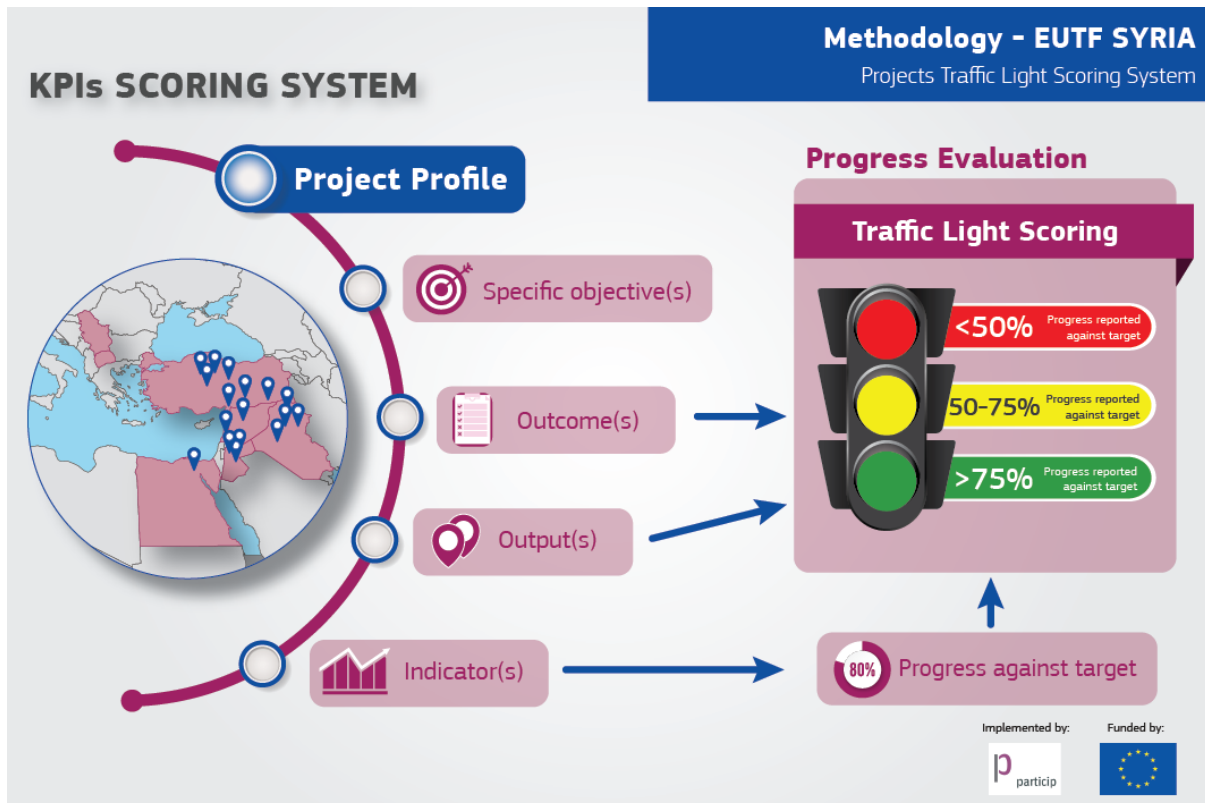 Methodology - EUTF SYRIA
Projects Traffic Light Scoring System
KPIs SCORING SYSTEM
Project Profile
Specific objective(s)
Outcome(s)
Output(s)
Indicator(s)
Progress Evaluation
Traffic Light Scoring
<50%
Progress reported
against target
50-75%
Progress reported
against target
>75%
Progress reported
against target
80%
Progress against target
Implemented by:
Funded by:
p
particip